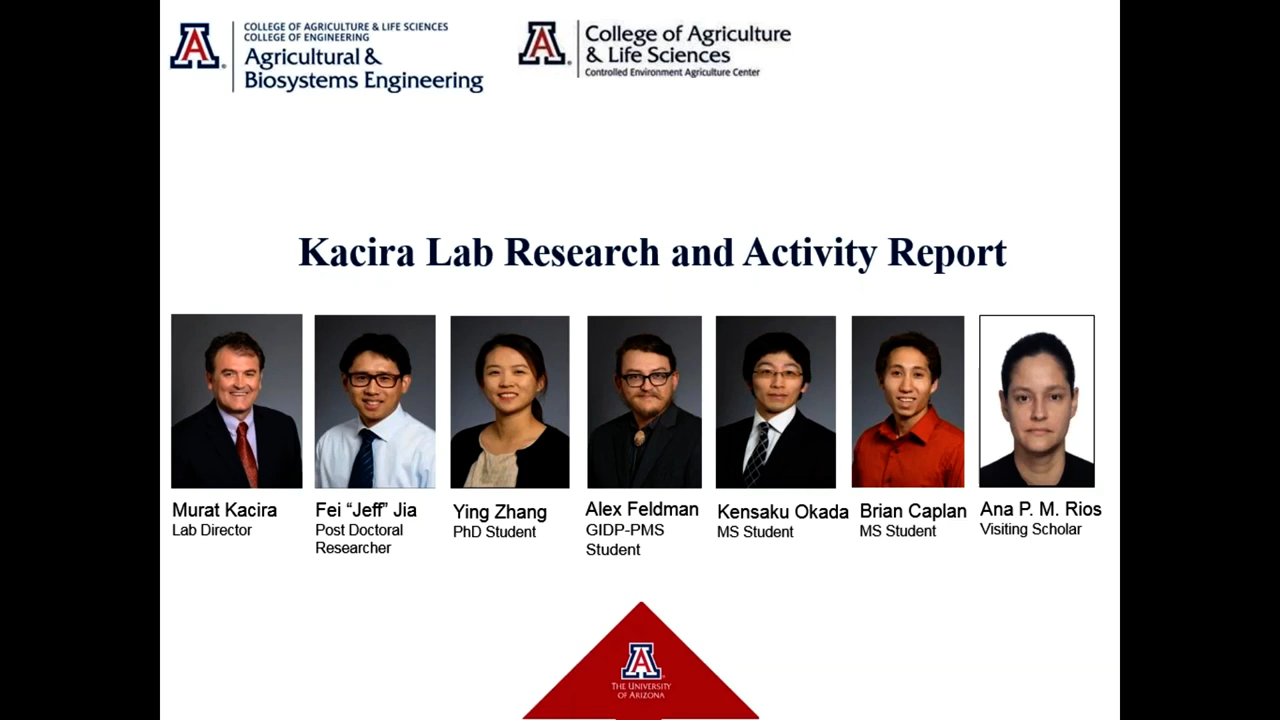 COLLEGE OF AGRICULTURE & LIFE SCIENCES
COLLEGE OF ENGINEERING
Agricultural &
Biosystems Engineering
College of Agriculture
& Life Sciences
Controlled Environment Agriculture Center
Kacira Lab Research and Activity Report
Murat Kacira
Lab Director
Fei “Jeff” Jia
Post Doctoral
Researcher
Ying Zhang
PhD Student
Alex Feldman
GIDP-PMS
Student
Kensaku Okada
MS Student
Brian Caplan
MS Student
Ana P. M. Rios
Visiting Scholar
A
THE UNIVERSITY
OF ARIZONA